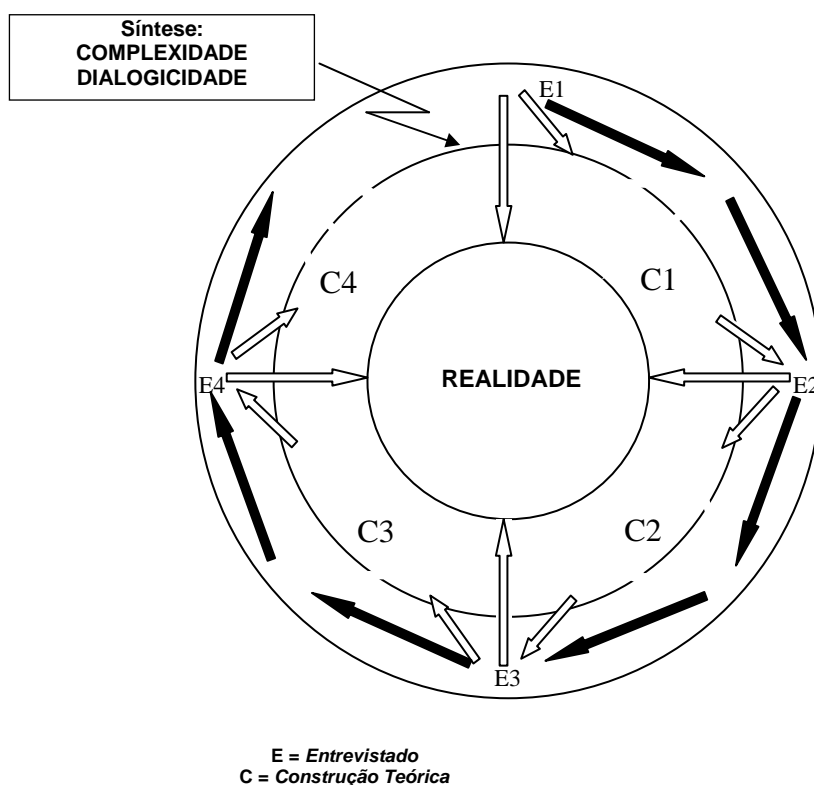 Síntese:
COMPLEXIDADE
DIALOGICIDADE
E1
C4
C1
REALIDADE
E4
E2
C3
C2
E3
E = Entrevistado
C = Construção Teórica